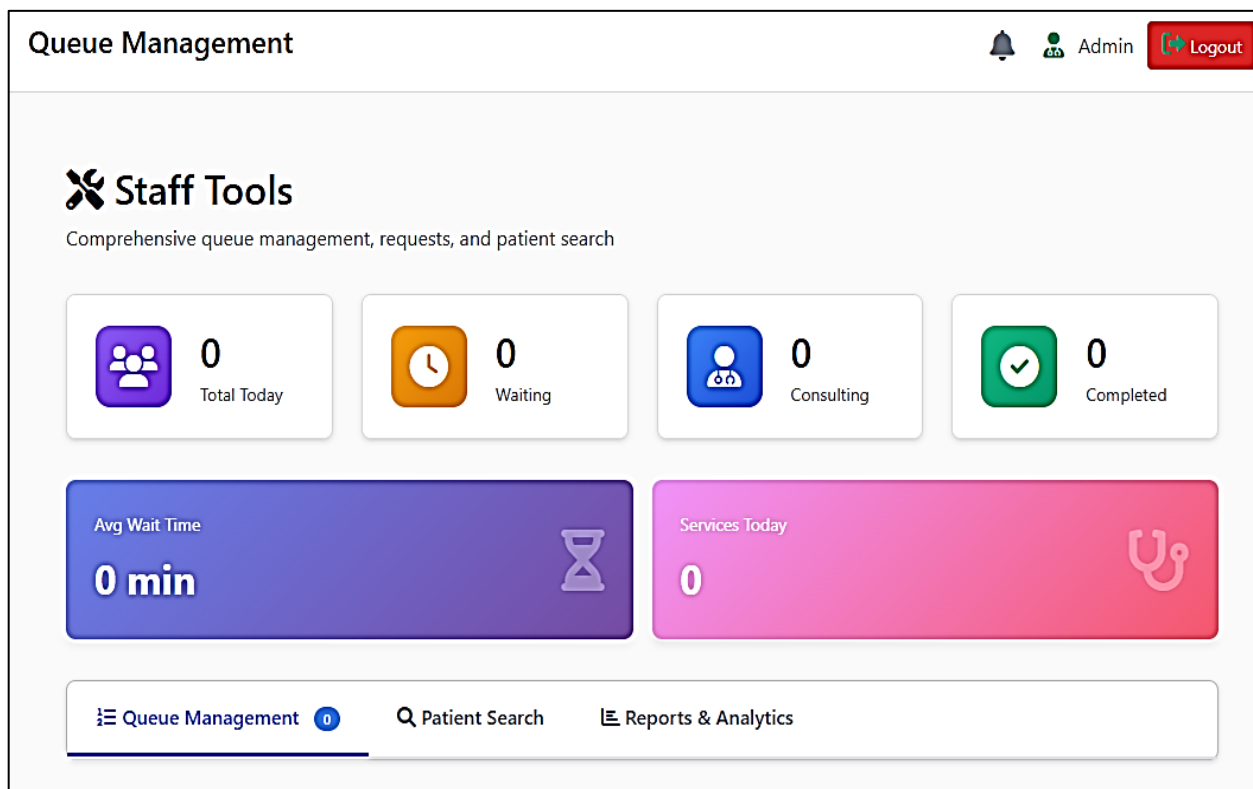 Queue Management
Admin
Logout
Staff Tools
Comprehensive queue management, requests, and patient search
0
Total Today
0
Waiting
0
Consulting
0
Completed
Avg Wait Time
0 min
Services Today
0
Queue Management 0
Patient Search
Reports & Analytics